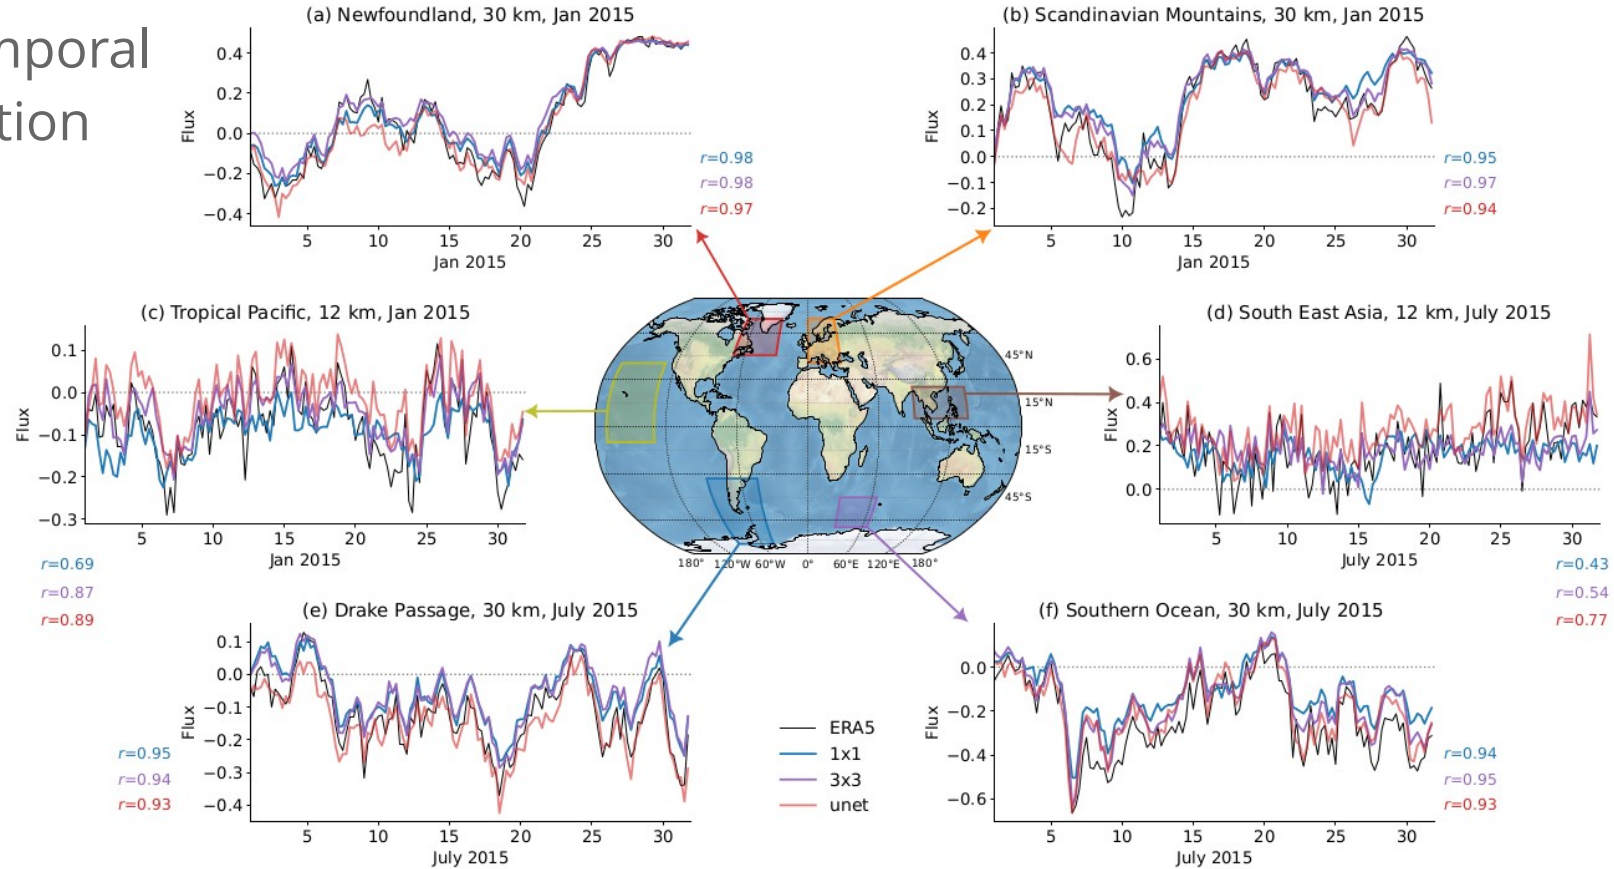 mporal
tion
(a) Newfoundland, 30 km, Jan 2015
Flux
0.4
0.2
0.0
−0.2
−0.4
5 10 15 20 25 30
Jan 2015
r=0.98
r=0.98
r=0.97
(b) Scandinavian Mountains, 30 km, Jan 2015
Flux
0.4
0.3
0.2
0.1
0.0
−0.1
−0.2
5 10 15 20 25 30
Jan 2015
r=0.95
r=0.97
r=0.94
(c) Tropical Pacific, 12 km, Jan 2015
Flux
0.1
0.0
−0.1
−0.2
−0.3
5 10 15 20 25 30
Jan 2015
r=0.69
r=0.87
r=0.89
45°N
15°N
15°S
45°S
180° 120°W 60°W 0° 60°E 120°E 180°
(d) South East Asia, 12 km, July 2015
Flux
0.6
0.4
0.2
0.0
5 10 15 20 25 30
July 2015
r=0.43
r=0.54
r=0.77
(e) Drake Passage, 30 km, July 2015
Flux
0.1
0.0
−0.1
−0.2
−0.3
−0.4
5 10 15 20 25 30
July 2015
r=0.95
r=0.94
r=0.93
ERA5
1x1
3x3
unet
(f) Southern Ocean, 30 km, July 2015
Flux
0.0
−0.2
−0.4
−0.6
5 10 15 20 25 30
July 2015
r=0.94
r=0.95
r=0.93